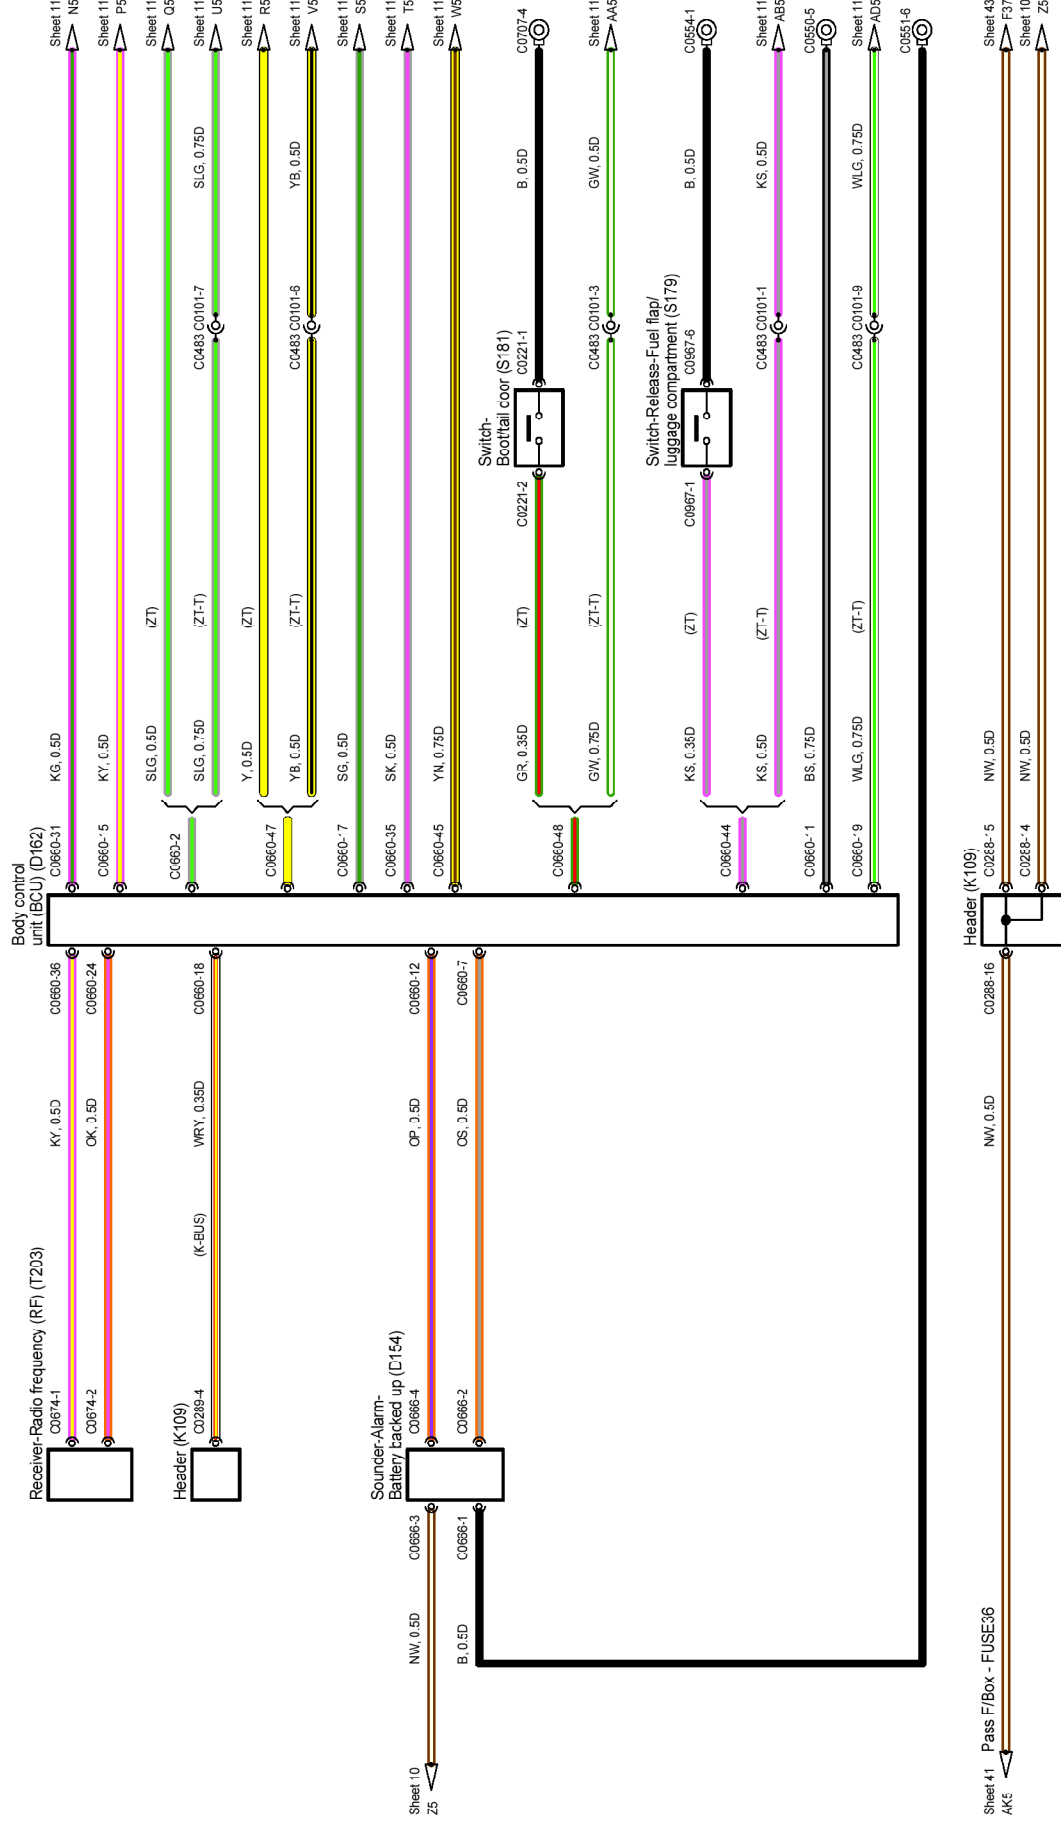 Sheet 11 N5
Sheet 11 P5
Sheet 11 Q5
Sheet 11 U5
Sheet 11 R5
Sheet 11 V5
Sheet 11 S5
Sheet 11 T5
Sheet 11 W5
C0707-4
Sheet 11 AA5
C0554-1
Sheet 11 AB5
C0550-5
Sheet 11 AD5
C0551-6
Sheet 43 F37
Sheet 10 Z5
SLG, 0.75D
YB, 0.5D
B, 0.5D
GW, 0.5D
B, 0.5D
KS, 0.5D
WLG, 0.75D
C0483 C0101-7
C0483 C0101-6
Switch-
Boot/tail door (S181)
C0221-1
C0483 C0101-3
Switch-Release-Fuel flap/
luggage compartment (S179)
C0967-6
C0483 C0101-1
C0483 C0101-9
C0221-2
C0967-1
(ZT)
(ZT-T)
(ZT)
(ZT-T)
(ZT)
(ZT-T)
(ZT)
(ZT-T)
(ZT-T)
KG, 0.5D
KY, 0.5D
SLG, 0.5D
SLG, 0.75D
Y, 0.5D
YB, 0.5D
SG, 0.5D
SK, 0.5D
YN, 0.75D
GR, 0.35D
GW, 0.75D
KS, 0.35D
KS, 0.5D
BS, 0.75D
WLG, 0.75D
NW, 0.5D
NW, 0.5D
Body control
unit (BCU) (D162)
C0660-31
C0660-15
C0660-2
C0660-47
C0660-17
C0660-35
C0660-45
C0660-48
C0660-44
C0660-11
C0660-19
Header (K109)
C0288-15
C0288-14
C0660-36
C0660-24
C0660-18
C0660-12
C0660-7
C0288-16
KY, 0.5D
OK, 0.5D
WRY, 0.35D
(K-BUS)
OP, 0.5D
OS, 0.5D
NW, 0.5D
Receiver-Radio frequency (RF) (T203)
C0674-1
C0674-2
Header (K109)
C0289-4
Sounder-Alarm-
Battery backed up (D154)
C0666-4
C0666-2
C0666-3
C0666-1
NW, 0.5D
B, 0.5D
Sheet 10
Z5
Pass F/Box - FUSE36
Sheet 41
AK5